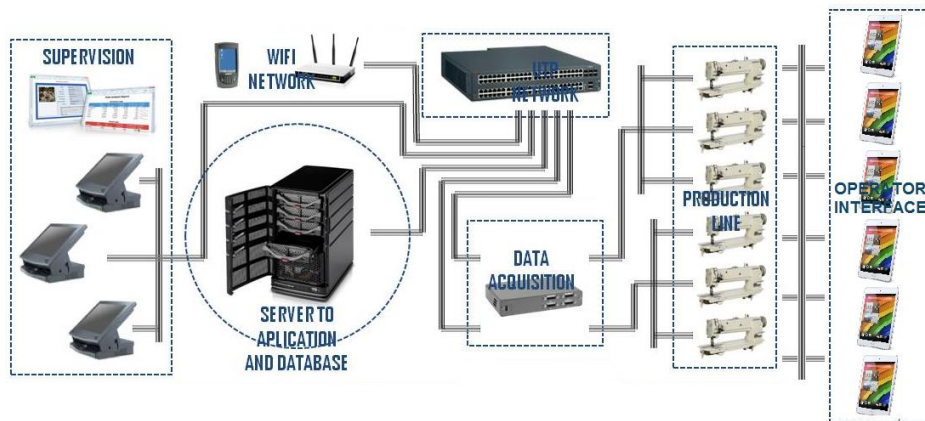 SUPERVISION
WIFI
NETWORK
UTP
NETWORK
SERVER TO
APLICATION
AND DATABASE
DATA
ACQUISITION
PRODUCTION
LINE
OPERATOR
INTERFACE